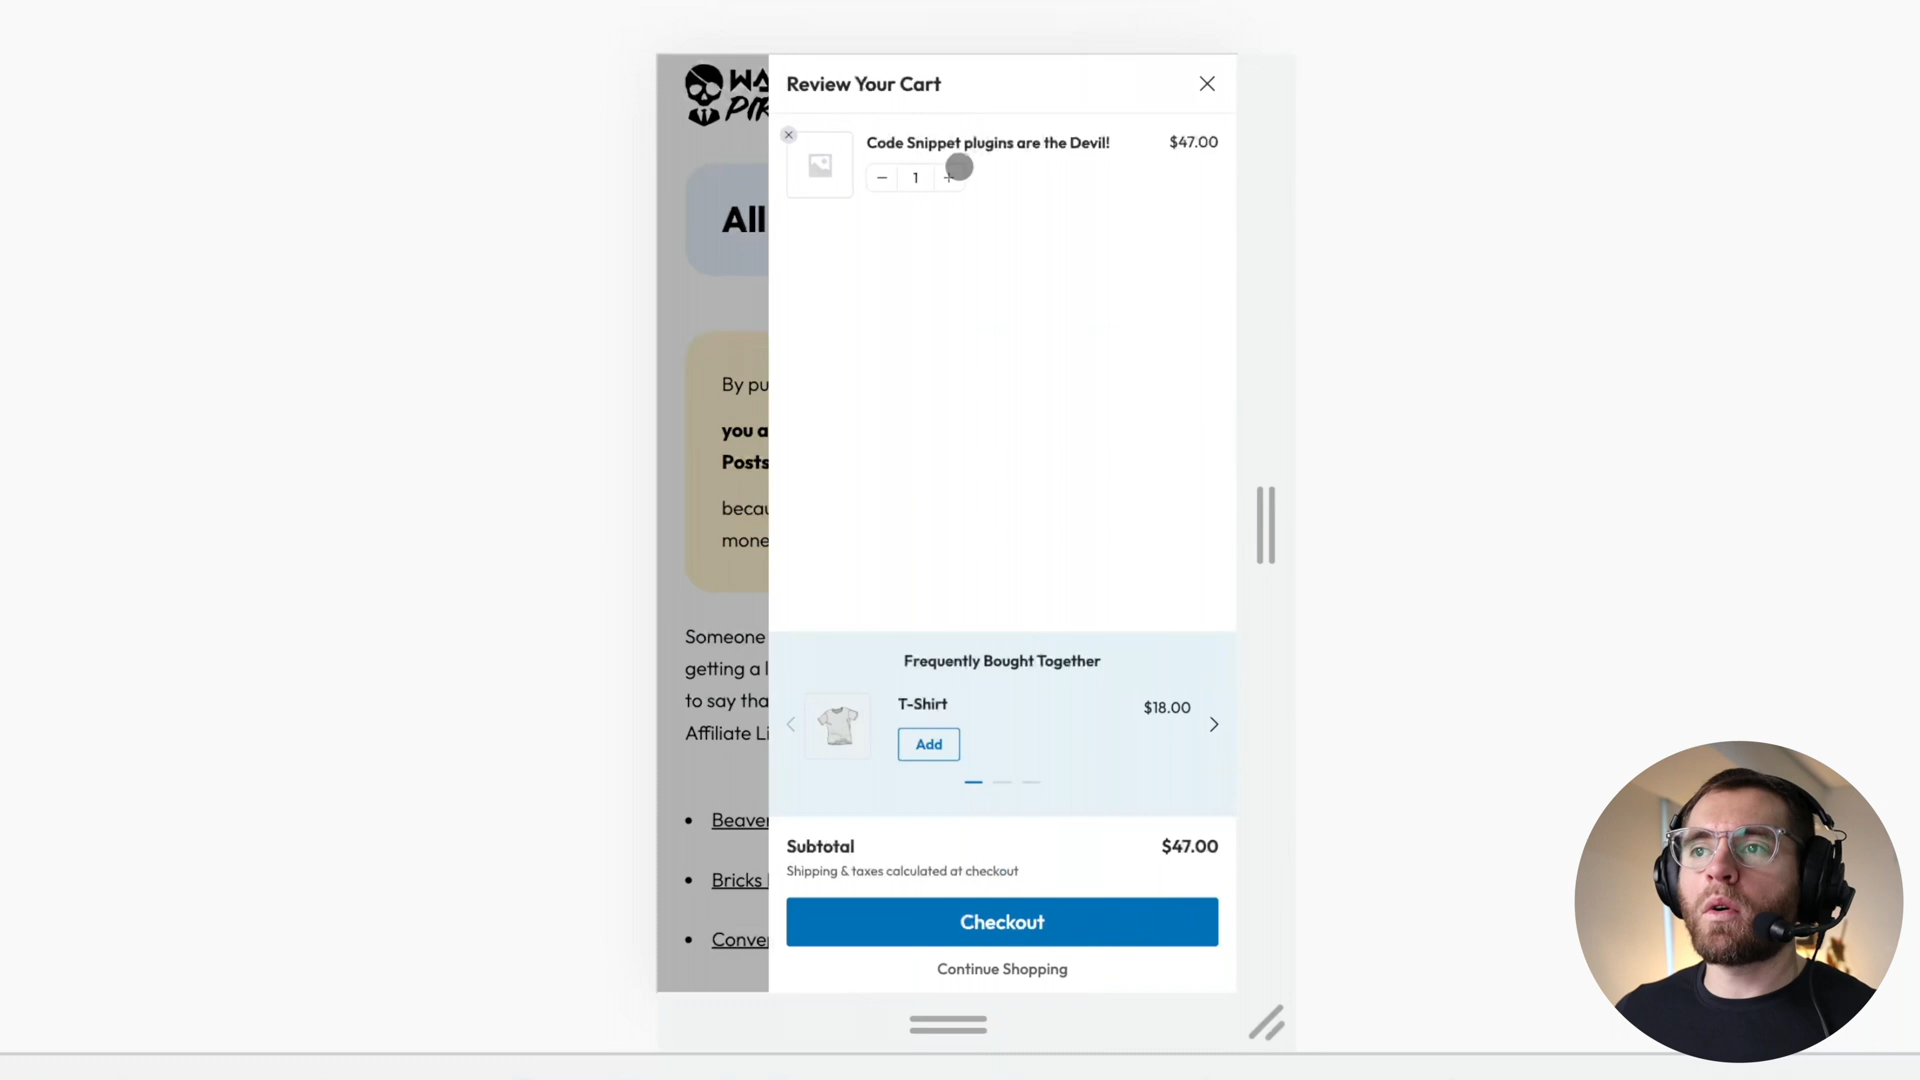 Review Your Cart
Code Snippet plugins are the Devil!
$47.00
1
All
By pu
you a
Posts
becau
mone
Someone
getting a l
to say tha
Affiliate Li
Beaver
Bricks
Conver
Frequently Bought Together
T-Shirt
$18.00
Add
Subtotal
$47.00
Shipping & taxes calculated at checkout
Checkout
Continue Shopping